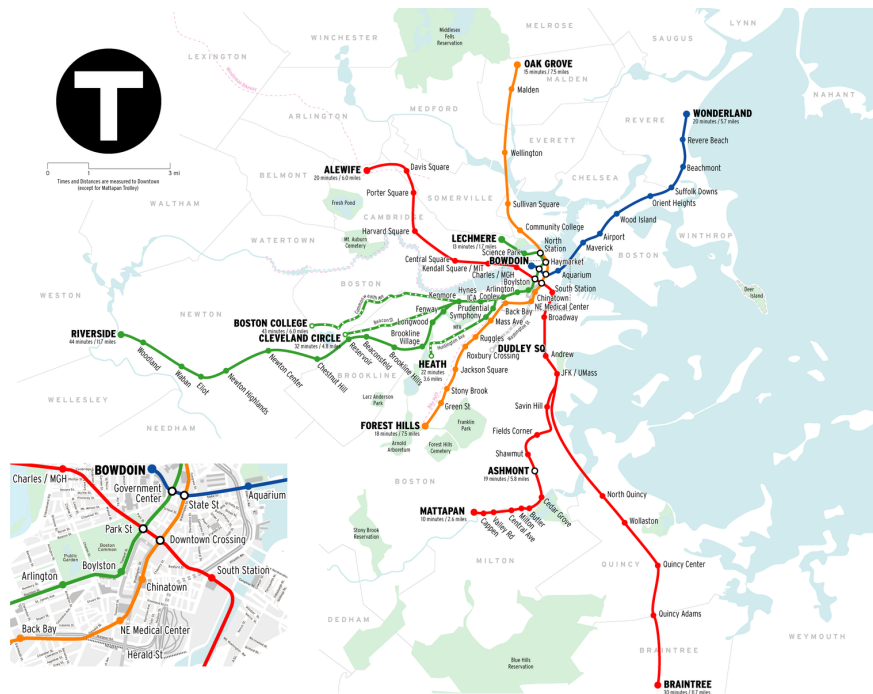 MELROSE
LYNN
WINCHESTER
Middlesex
Fells
Reservation
SAUGUS
LEXINGTON
OAK GROVE
15 minutes / 7.5 miles
MALDEN
Malden
NAHANT
T
MEDFORD
ARLINGTON
REVERE
WONDERLAND
20 minutes / 5.7 miles
EVERETT
Revere Beach
0
1
3 mi
Times and Distances are measured to Downtown
(except for Mattapan Trolley)
Wellington
ALEWIFE
20 minutes / 6.0 miles
Davis Square
Beachmont
BELMONT
CHELSEA
Suffolk Downs
Porter Square
SOMERVILLE
Sullivan Square
Orient Heights
WALTHAM
Fresh Pond
CAMBRIDGE
Wood Island
WINTHROP
Harvard Square
Community College
WATERTOWN
Mt. Auburn
Cemetery
LECHMERE
13 minutes / 1.7 miles
North
Station
Airport
Science Park
Maverick
BOSTON
Central Square
BOWDOIN
Haymarket
Kendall Square / MIT
Charles / MGH
Aquarium
WESTON
BOSTON
Boylston
South Station
Deer
Island
Kenmore
Hynes
ICA
Arlington
Copley
Chinatown
NE Medical Center
NEWTON
Fenway
Prudential
Back Bay
Broadway
BOSTON COLLEGE
43 minutes / 6.0 miles
Longwood
Symphony
Mass Ave
RIVERSIDE
44 minutes / 11.7 miles
CLEVELAND CIRCLE
32 minutes / 4.8 miles
Beacon St
Huntington Ave
Washington St
MFA
Brookline
Village
Ruggles
DUDLEY SQ
Woodland
Reservoir
Beaconsfield
Brookline Hills
Roxbury Crossing
Andrew
Waban
Eliot
Newton Highlands
Newton Center
Chestnut Hill
BROOKLINE
HEATH
22 minutes
3.6 miles
Jackson Square
JFK / UMass
WELLESLEY
Larz Anderson
Park
Stony Brook
Green St
Savin Hill
NEEDHAM
FOREST HILLS
18 minutes / 7.5 miles
Franklin
Park
Fields Corner
Arnold
Arboretum
Forest Hills
Cemetery
Shawmut
BOSTON
ASHMONT
19 minutes / 5.8 miles
MATTAPAN
10 minutes / 2.6 miles
Cappen
Valley Rd
Central Ave
Milton
Butler
Cedar Grove
North Quincy
Stony Brook
Reservation
Wollaston
MILTON
QUINCY
Quincy Center
Quincy Adams
DEDHAM
WEYMOUTH
BRAINTREE
Blue Hills
Reservation
BRAINTREE
30 minutes / 11.7 miles
BOWDOIN
Charles / MGH
Government
Center
Aquarium
State St
Park St
Boston
Common
Public
Garden
Downtown Crossing
Boylston
Arlington
South Station
Chinatown
Back Bay
NE Medical Center
Herald St